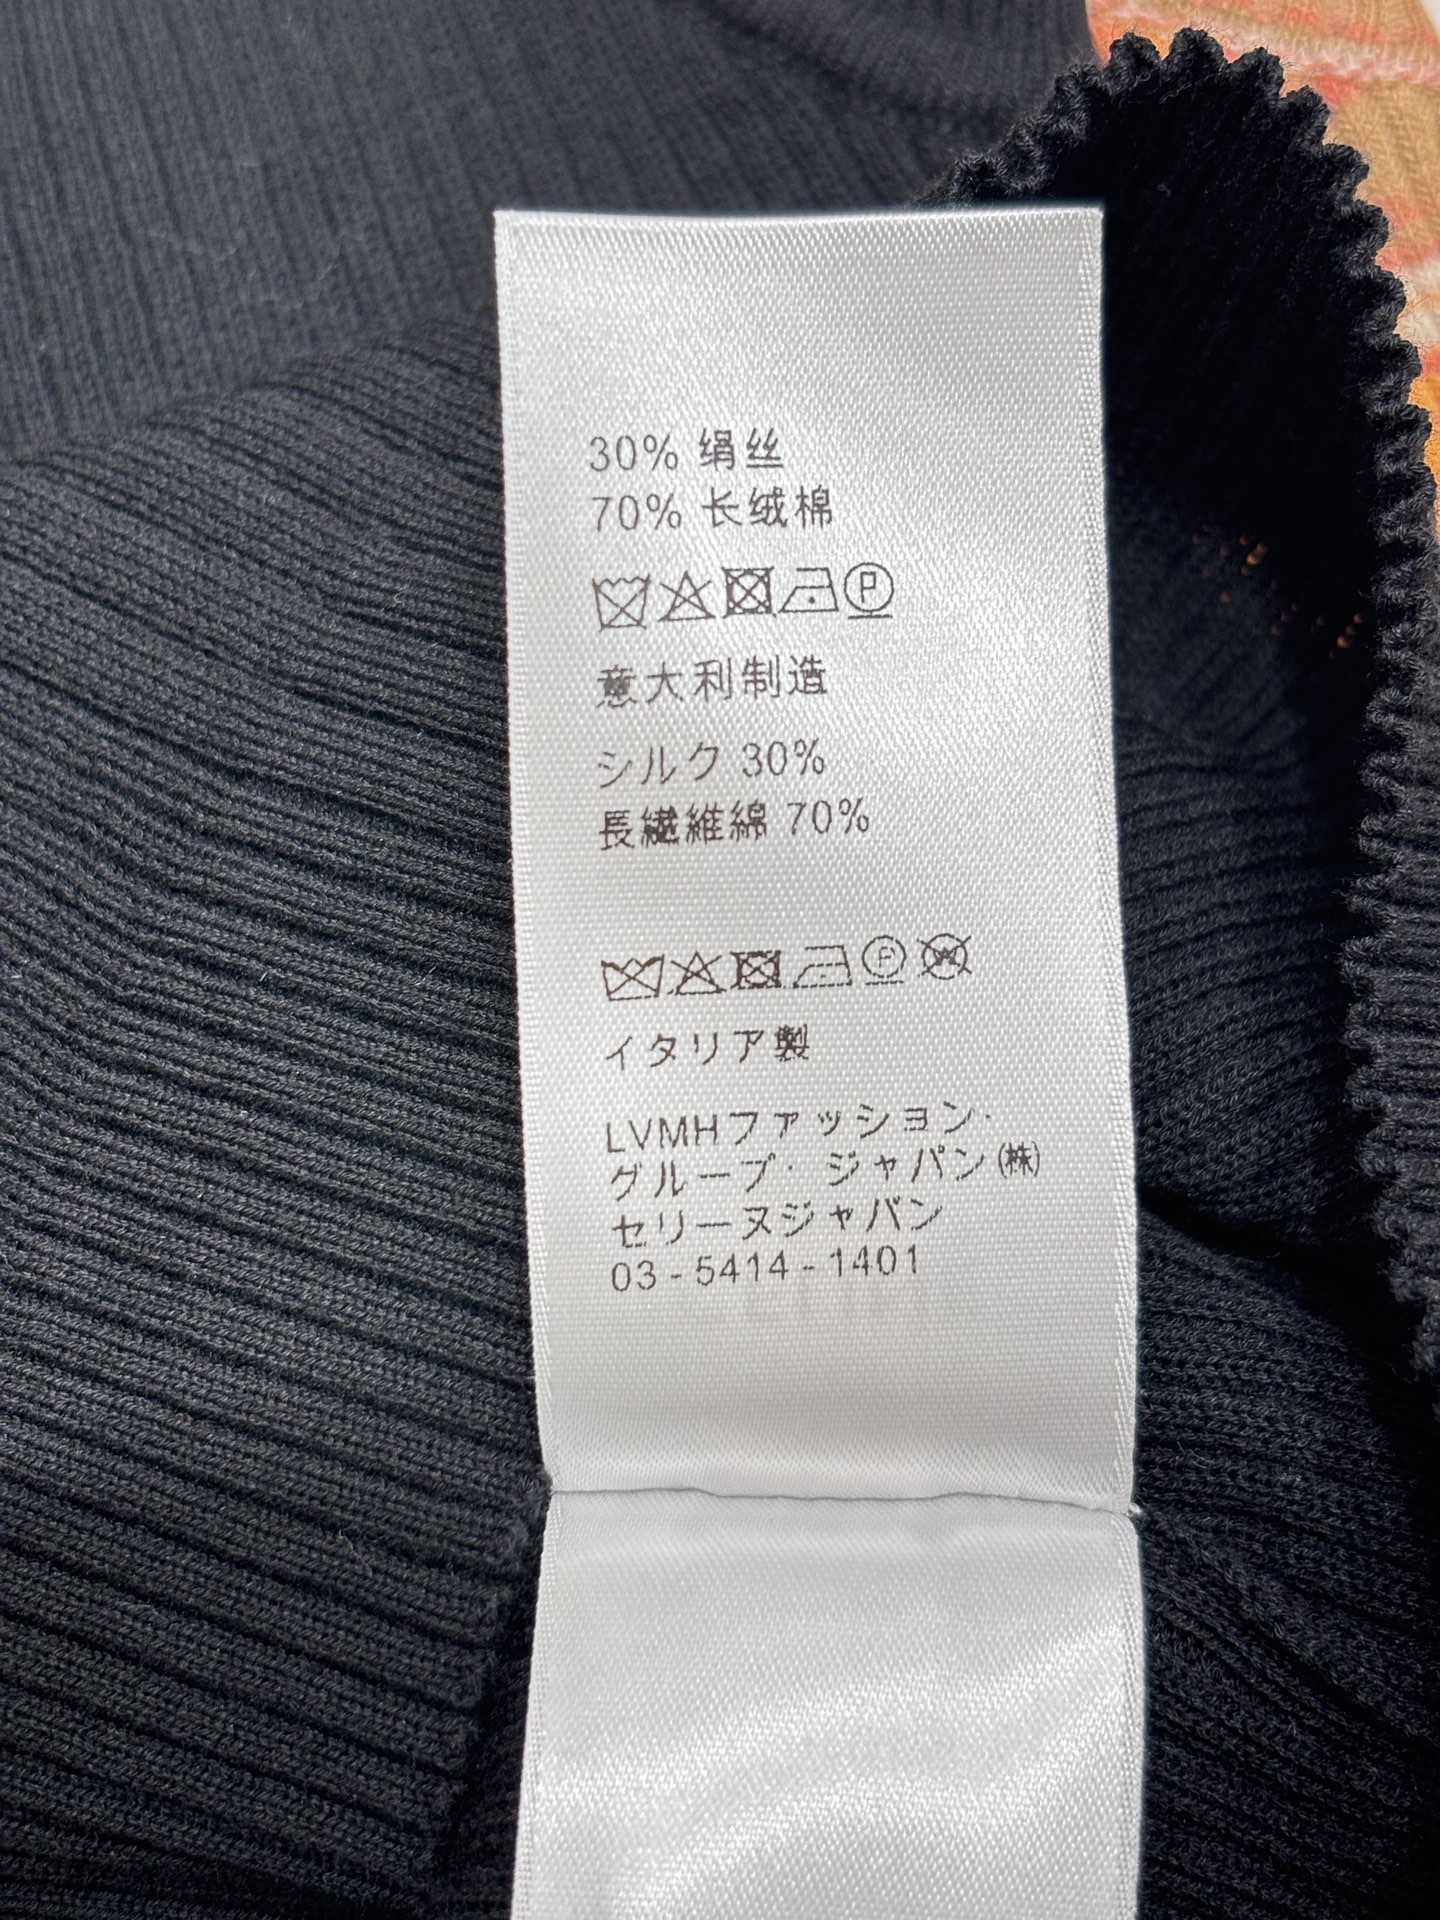 30% 绢丝
70% 长绒棉
P
意大利制造
シルク 30%
長繊維綿 70%
P W
イタリア製
LVMHファッション·
グループ· ジャパン(株)
セリーヌジャパン
03-5414-1401